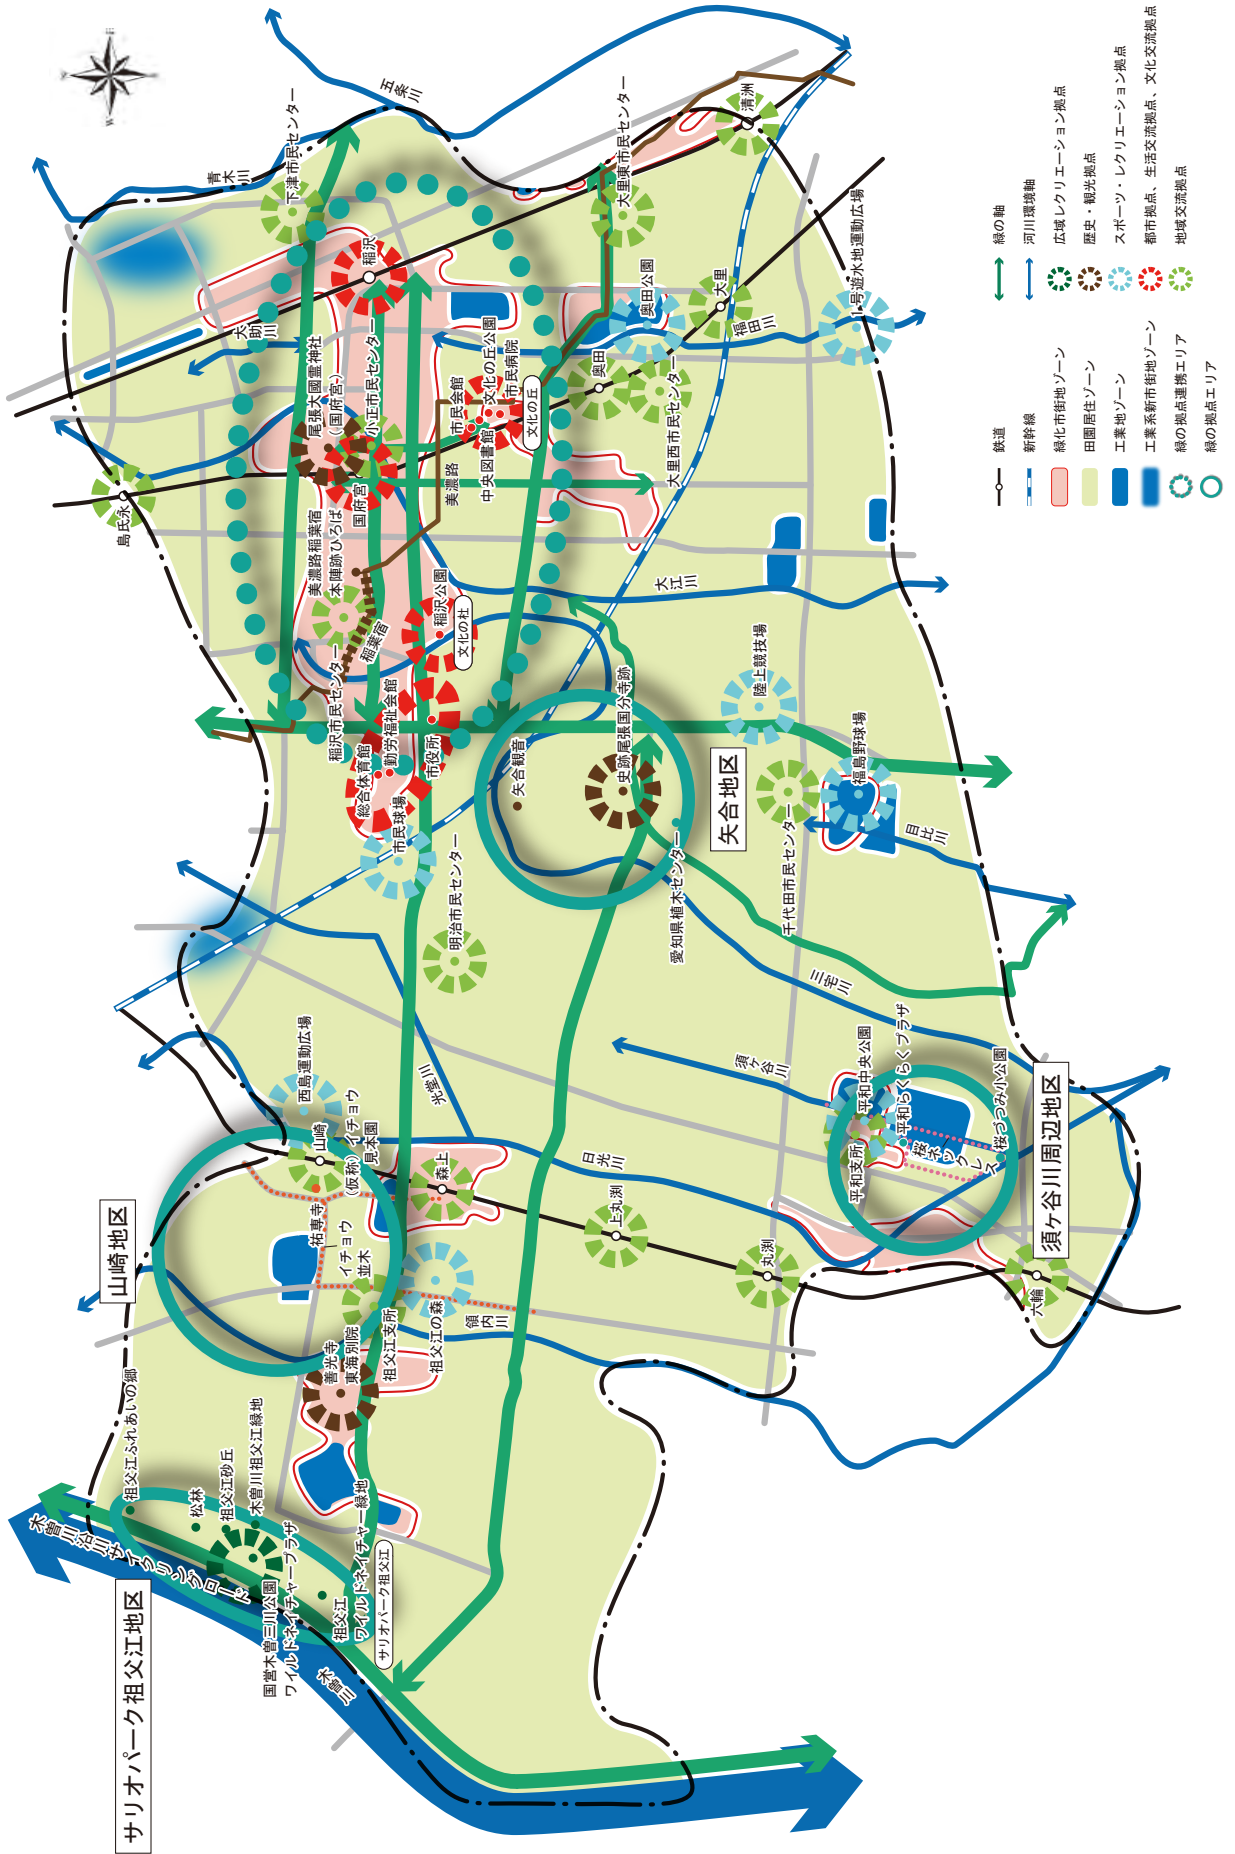 サリオパーク祖父江地区
山崎地区
矢合地区
須ヶ谷川周辺地区
木曽川沿川サイクリングロード
木曽川
祖父江ふれあいの郷
松林
祖父江砂丘
木曽川祖父江緑地
国営木曽三川公園
ワイルドネイチャープラザ
祖父江
ワイルドネイチャー緑地
サリオパーク祖父江
善光寺
東海別院
祖父江支所
祖父江の森
領内川
イチョウ
並木
祐専寺
(仮称)イチョウ
見本園
山崎
西島運動広場
森上
上丸渕
丸渕
六輪
日光川
光堂川
須ヶ谷川
三宅川
平和中央公園
平和らくらくプラザ
平和支所
桜ネックレス
桜づつみ小公園
明治市民センター
市民球場
総合体育館
勤労福祉会館
市役所
稲沢市民センター
稲葉宿
美濃路稲葉宿
本陣跡ひろば
稲沢公園
文化の杜
矢合観音
史跡尾張国分寺跡
愛知県植木センター
千代田市民センター
陸上競技場
福島野球場
目比川
大江川
島氏永
国府宮
尾張大國霊神社
(国府宮)
小正市民センター
大助川
稲沢
下津市民センター
青木川
五条川
美濃路
市民会館
中央図書館
文化の丘公園
市民病院
文化の丘
奥田
奥田公園
大里西市民センター
大里東市民センター
大里
福田川
1号遊水地運動広場
清洲
鉄道
新幹線
緑化市街地ゾーン
田園居住ゾーン
工業地ゾーン
工業系新市街地ゾーン
緑の拠点連携エリア
緑の拠点エリア
緑の軸
河川環境軸
広域レクリエーション拠点
歴史・観光拠点
スポーツ・レクリエーション拠点
都市拠点、生活交流拠点、文化交流拠点
地域交流拠点